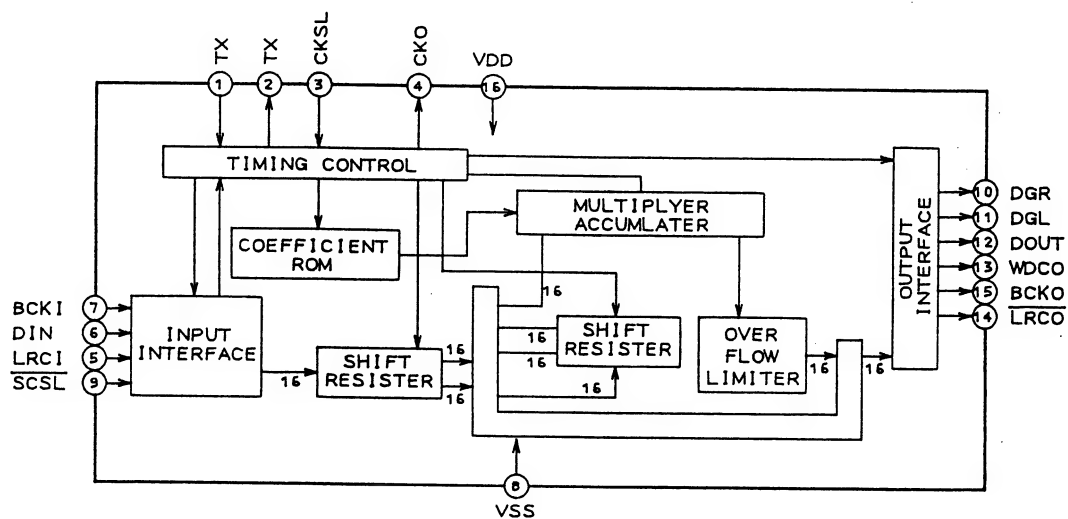 TX
TX
CKSL
CKO
VDD
1
2
3
4
16
TIMING CONTROL
MULTIPLYER
ACCUMLATER
COEFFICIENT
ROM
OUTPUT
INTERFACE
10 DGR
11 DGL
12 DOUT
13 WDCO
15 BCKO
14 LRCO
BCKI 7
DIN 6
LRCI 5
SCSL 9
INPUT
INTERFACE
16
SHIFT
RESISTER
16
16
16
16
16
SHIFT
RESISTER
16
OVER
FLOW
LIMITER
16
16
8
VSS